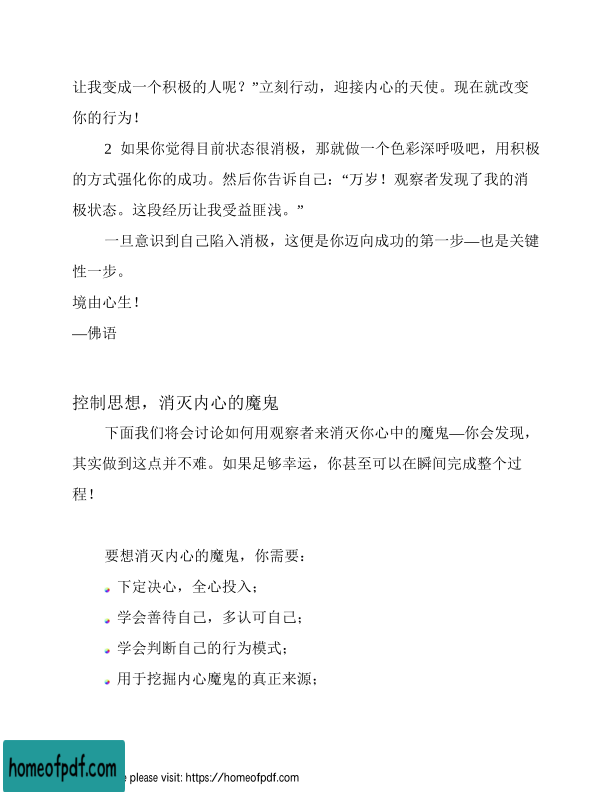 让我变成一个积极的人呢？”立刻行动，迎接内心的天使。现在就改变
你的行为！
2 如果你觉得目前状态很消极，那就做一个色彩深呼吸吧，用积极
的方式强化你的成功。然后你告诉自己：“万岁！观察者发现了我的消
极状态。这段经历让我受益匪浅。”
一旦意识到自己陷入消极，这便是你迈向成功的第一步—也是关键
性一步。
境由心生！
—佛语
控制思想，消灭内心的魔鬼
下面我们将会讨论如何用观察者来消灭你心中的魔鬼—你会发现，
其实做到这点并不难。如果足够幸运，你甚至可以在瞬间完成整个过
程！
要想消灭内心的魔鬼，你需要：
下定决心，全心投入；
学会善待自己，多认可自己；
学会判断自己的行为模式；
用于挖掘内心魔鬼的真正来源；
homeofpdf.com
e please visit: https://homeofpdf.com